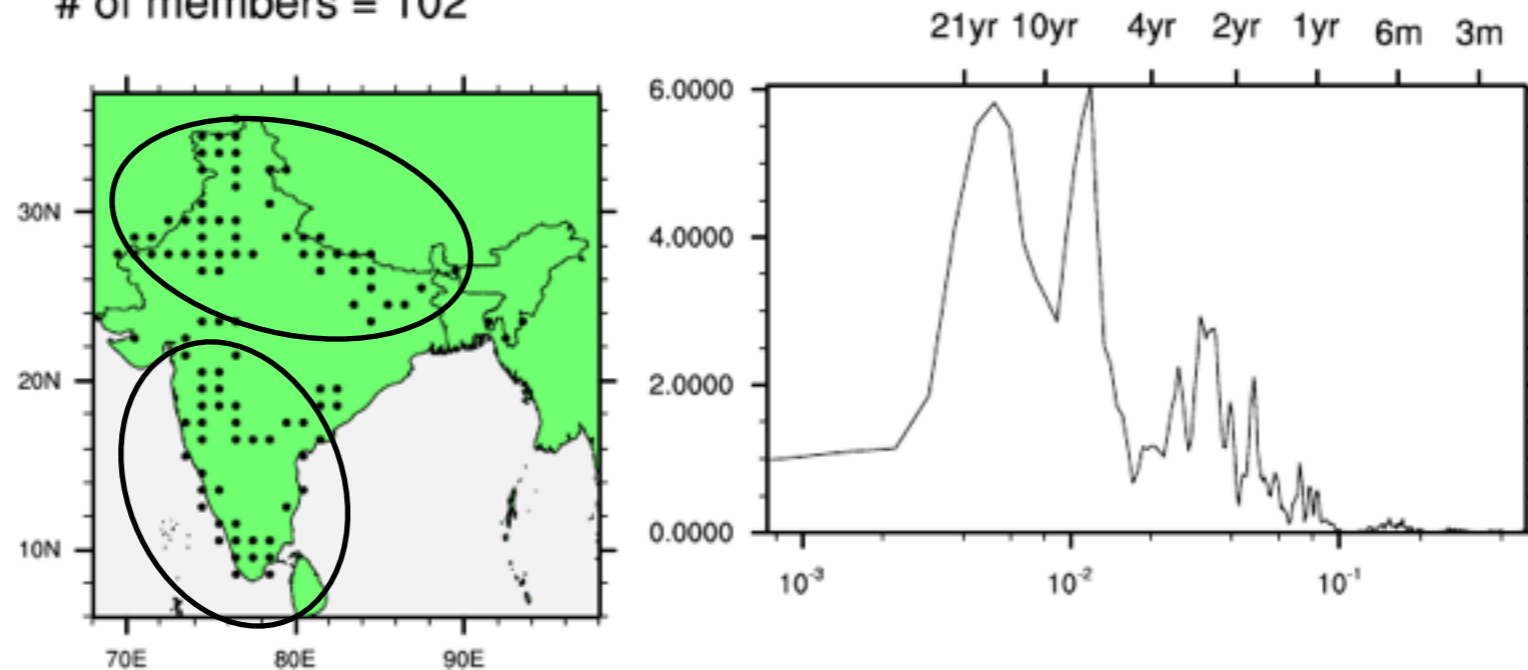 # of members = 102
21yr 10yr 4yr 2yr 1yr 6m 3m
30N
20N
10N
70E 80E 90E
6.0000
4.0000
2.0000
0.0000
10-3 10-2 10-1